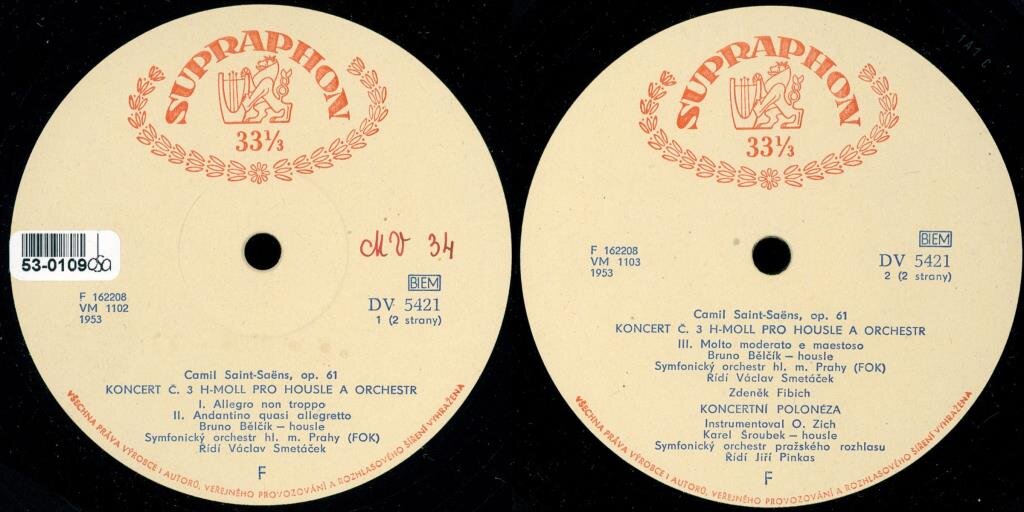 SUPRAPHON
33⅓
MV 34
53-0109
F 162208
VM 1102
1953
BIEM
DV 5421
1 (2 strany)
Camil Saint-Saëns, op. 61
KONCERT Č. 3 H-MOLL PRO HOUSLE A ORCHESTR
I. Allegro non troppo
II. Andantino quasi allegretto
Bruno Bělčík — housle
Symfonický orchestr hl. m. Prahy (FOK)
Řídí Václav Smetáček
F
VŠECHNA PRÁVA VÝROBCE I AUTORŮ, VEŘEJNÉHO PROVOZOVÁNÍ A ROZHLASOVÉHO ŠÍŘENÍ VYHRAŽENA
SUPRAPHON
33⅓
F 162208
VM 1103
1953
BIEM
DV 5421
2 (2 strany)
Camil Saint-Saëns, op. 61
KONCERT Č. 3 H-MOLL PRO HOUSLE A ORCHESTR
III. Molto moderato e maestoso
Bruno Bělčík — housle
Symfonický orchestr hl. m. Prahy (FOK)
Řídí Václav Smetáček
Zdeněk Fibich
KONCERTNÍ POLONÉZA
Instrumentoval O. Zich
Karel Šroubek — housle
Symfonický orchestr pražského rozhlasu
Řídí Jiří Pinkas
F
VŠECHNA PRÁVA VÝROBCE I AUTORŮ, VEŘEJNÉHO PROVOZOVÁNÍ A ROZHLASOVÉHO ŠÍŘENÍ VYHRAŽENA